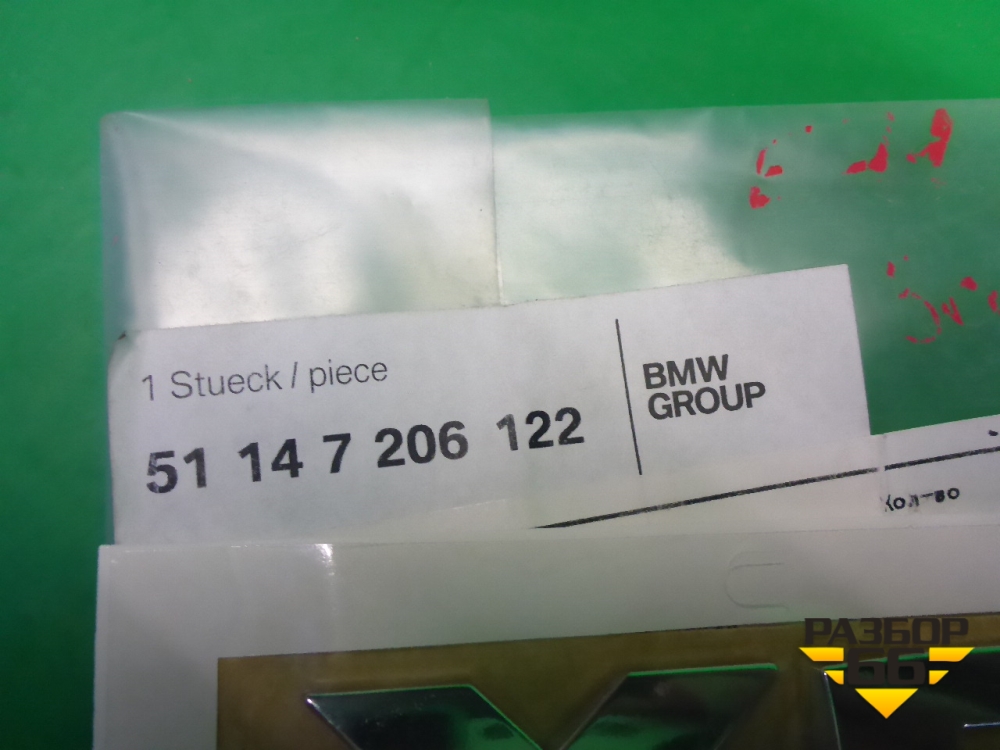 1 Stueck / piece
51 14 7 206 122
BMW
GROUP
Кол-во
РАЗБОР
66